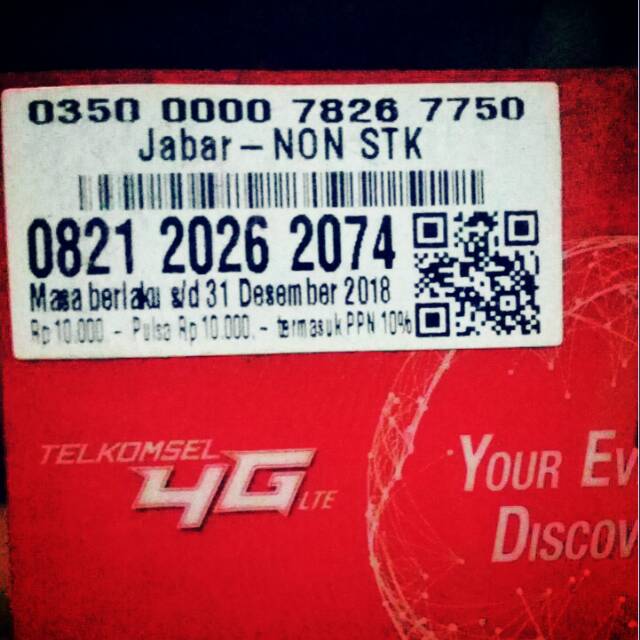 0350 0000 7826 7750
Jabar - NON STK
0821 2026 2074
Masa berlaku s/d 31 Desember 2018
Rp 10.000 .- Pulsa Rp 10.000.- termasuk PPN 10%
TELKOMSEL
4G LTE
YOUR EV
DISCOV